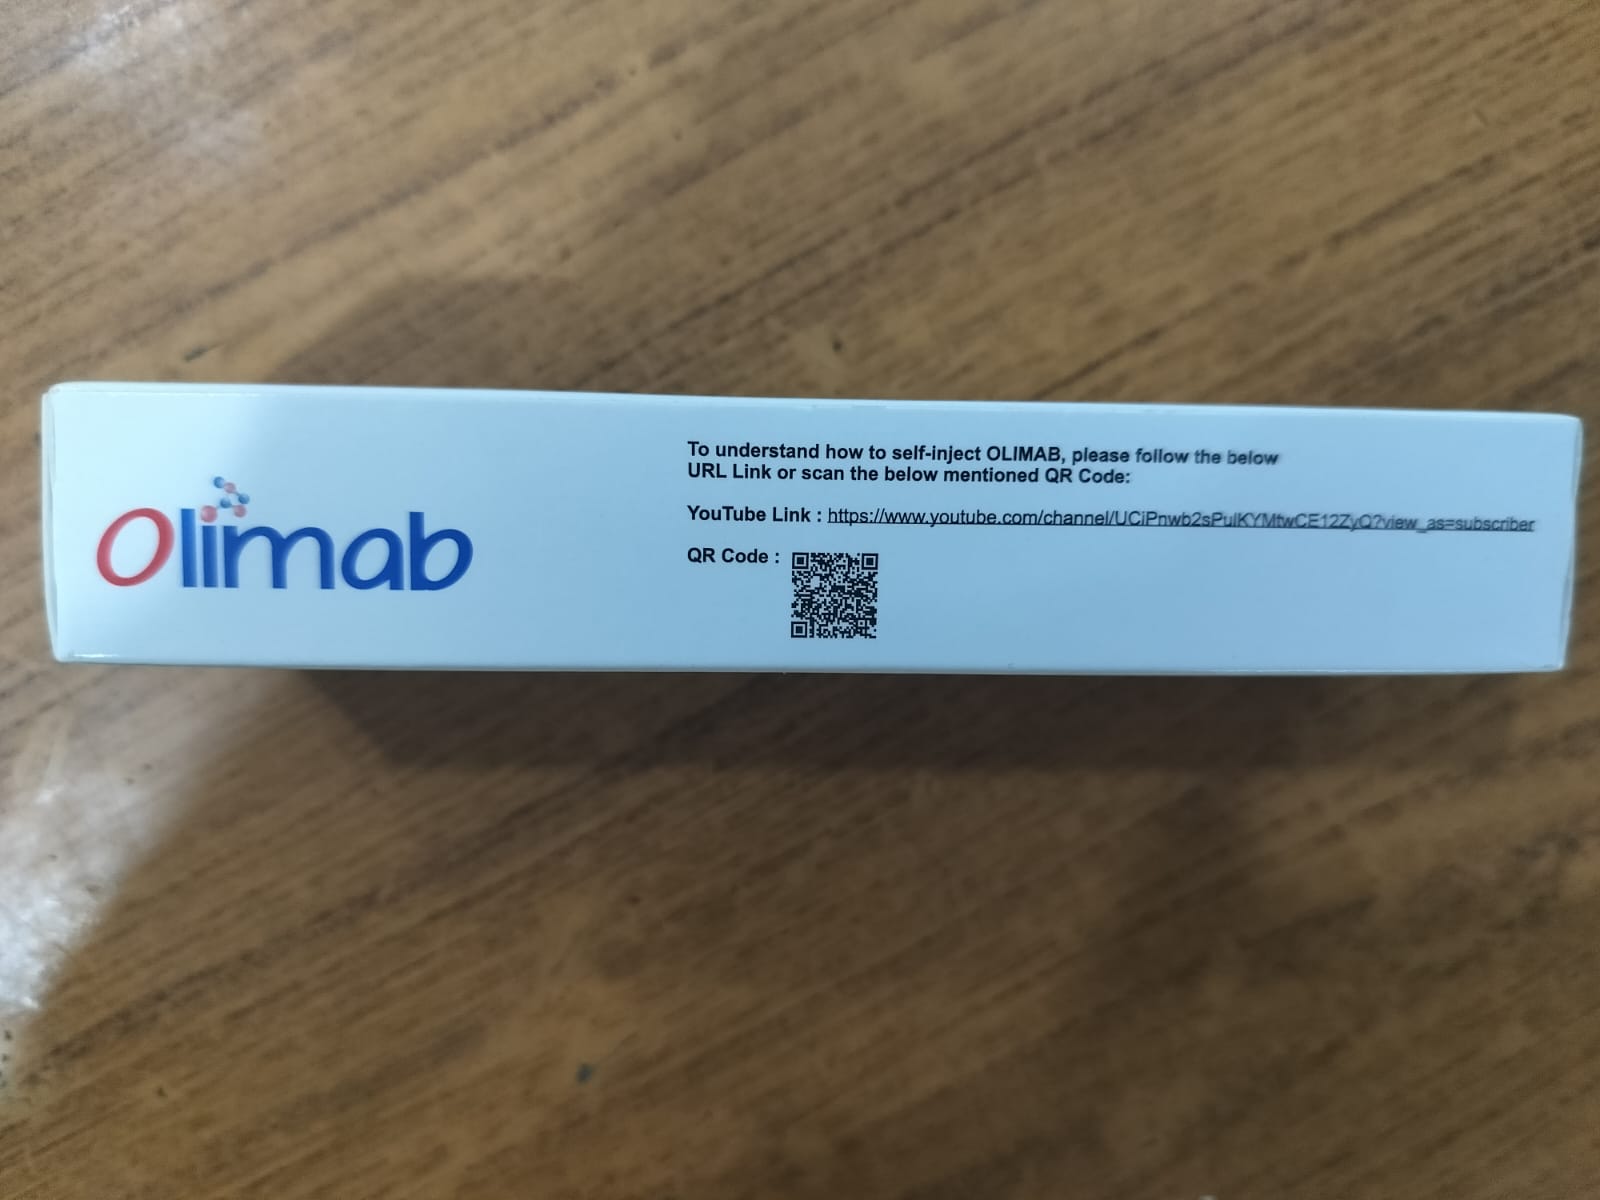 Olimab
To understand how to self-inject OLIMAB, please follow the below
URL Link or scan the below mentioned QR Code:
YouTube Link : https://www.youtube.com/channel/UCiPnwb2sPulKYMtwCE12ZyQ?view_as=subscriber
QR Code :